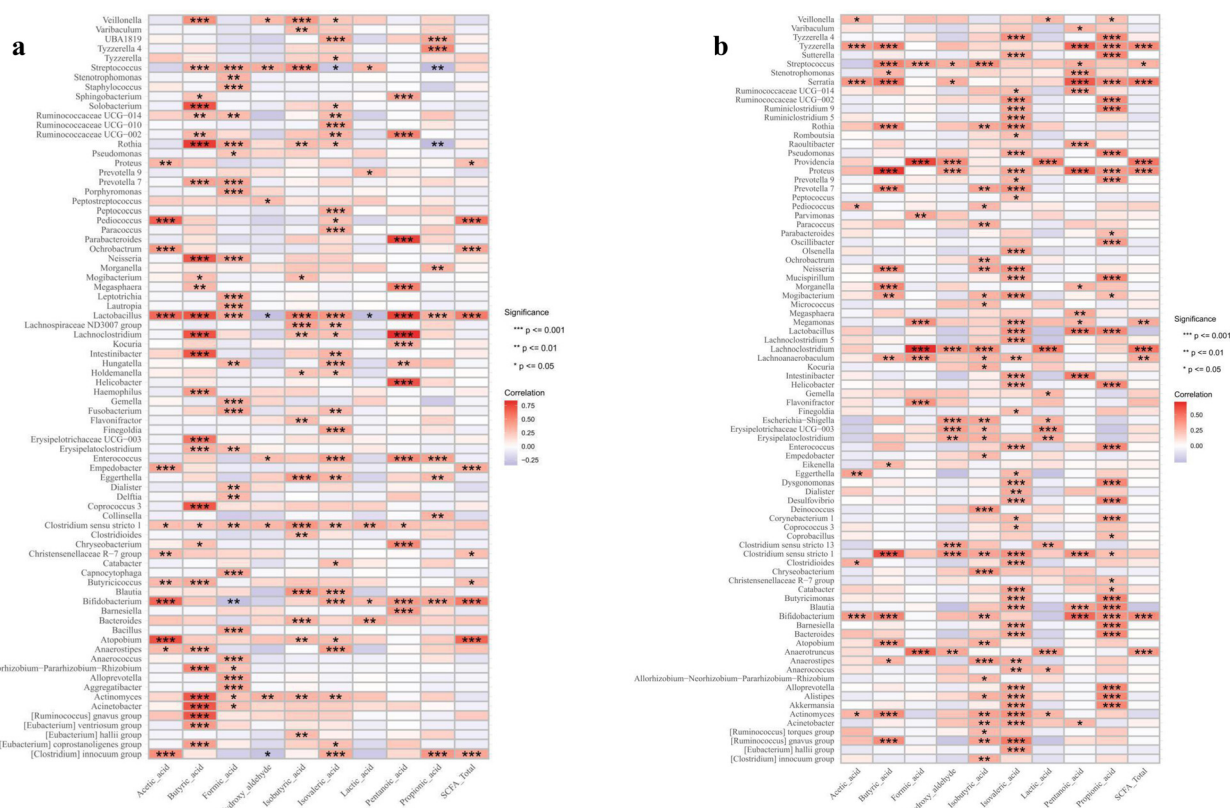 a
Veillonella *** * *** *
Varibaculum **
UBA1819 *** ***
Tyzzerella 4 ***
Tyzzerella *
Streptococcus *** *** ** *** * * **
Stenotrophomonas **
Staphylococcus ***
Sphingobacterium * ***
Solobacterium *** *
Ruminococcaceae UCG-014 ** ** **
Ruminococcaceae UCG-010 ***
Ruminococcaceae UCG-002 ** ** ***
Rothia *** *** ** * **
Pseudomonas *
Proteus ** *
Prevotella 9 *
Prevotella 7 *** ***
Porphyromonas ***
Peptostreptococcus *
Peptococcus ***
Pediococcus *** * ***
Paracoccus ***
Parabacteroides ***
Ochrobactrum *** ***
Neisseria *** ***
Morganella **
Mogibacterium * *
Megasphaera ** ***
Leptotrichia ***
Lautropia ***
Lactobacillus *** *** *** * *** *** * *** *** ***
Lachnospiraceae ND3007 group *** **
Lachnoclostridium *** ** * ***
Kocuria ***
Intestinibacter *** **
Hungatella ** *** **
Holdemanella * *
Helicobacter ***
Haemophilus ***
Gemella ***
Fusobacterium *** **
Flavonifractor **
Finegoldia ***
Erysipelotrichaceae UCG-003 ***
Erysipelatoclostridium *** **
Enterococcus * *** *** ***
Empedobacter *** ***
Eggerthella *** ** **
Dialister **
Delftia **
Coprococcus 3 ***
Collinsella **
Clostridium sensu stricto 1 * * ** * *** ** ** *
Clostridioides **
Chryseobacterium * ***
Christensenellaceae R-7 group ** *
Catabacter *
Capnocytophaga ***
Butyricicoccus ** *** *
Blautia *** ***
Bifidobacterium *** ** *** * *** *** ***
Barnesiella ***
Bacteroides *** **
Bacillus ***
Atopobium *** ** * ***
Anaerostipes * *** ***
Anaerococcus ***
orhizobium-Pararhizobium-Rhizobium *** *
Alloprevotella ***
Aggregatibacter ***
Actinomyces *** * ** ** **
Acinetobacter *** *
[Ruminococcus] gnavus group ***
[Eubacterium] ventriosum group ***
[Eubacterium] hallii group **
[Eubacterium] coprostanoligenes group *** *
[Clostridium] innocuum group *** * *** *** ***
Acetic_acid
Butyric_acid
Formic_acid
droxy_aldehyde
Isobutyric_acid
Isovaleric_acid
Lactic_acid
Pentanoic_acid
Propionic_acid
SCFA_Total
Significance
*** p <= 0.001
** p <= 0.01
* p <= 0.05
Correlation
0.75
0.50
0.25
0.00
−0.25
b
Veillonella * * *
Varibaculum *
Tyzzerella 4 *** ***
Tyzzerella *** *** *** *** ***
Sutterella *** ***
Streptococcus *** *** * *** * *
Stenotrophomonas * ***
Serratia *** *** * *** *** ***
Ruminococcaceae UCG-014 * ***
Ruminococcaceae UCG-002 *** ***
Ruminiclostridium 9 *** ***
Ruminiclostridium 5 ***
Rothia *** ** ***
Romboutsia *
Raoultibacter ***
Pseudomonas *** ***
Providencia *** *** *** ***
Proteus *** *** *** *** *** ***
Prevotella 9 * ***
Prevotella 7 *** ** ***
Peptococcus *
Pediococcus * *
Parvimonas **
Paracoccus **
Parabacteroides *
Oscillibacter ***
Olsenella ***
Ochrobactrum **
Neisseria *** ** ***
Mucispirillum *** ***
Morganella *** *
Mogibacterium ** * *** *
Micrococcus *
Megasphaera **
Megamonas *** *** * **
Lactobacillus *** *** ***
Lachnoclostridium 5 ***
Lachnoclostridium *** *** *** *** ***
Lachnoanaerobaculum ** *** * ** **
Kocuria *
Intestinibacter *** ***
Helicobacter *** ***
Gemella *
Flavonifractor ***
Finegoldia *
Escherichia-Shigella *** ** *
Erysipelotrichaceae UCG-003 *** * ***
Erysipelatoclostridium ** * **
Enterococcus *** ***
Empedobacter *
Eikenella *
Eggerthella ** *
Dysgonomonas *** ***
Dialister **
Desulfovibrio *** ***
Deinococcus ***
Corynebacterium 1 * ***
Coprococcus 3 *
Coprobacillus *
Clostridium sensu stricto 13 *** **
Clostridium sensu stricto 1 *** *** ** *** *** *
Clostridioides * ***
Chryseobacterium ***
Christensenellaceae R-7 group *
Catabacter *** *
Butyricimonas *** ***
Blautia *** *** ***
Bifidobacterium *** *** ** *** *** ***
Barnesiella *** ***
Bacteroides *** ***
Atopobium *** **
Anaerotruncus *** ** *** ***
Anaerostipes * *** **
Anaerococcus ** *
Allorhizobium-Neorhizobium-Pararhizobium-Rhizobium *
Alloprevotella *** ***
Alistipes * *** ***
Akkermansia *** ***
Actinomyces * *** ** *** *
Acinetobacter ** *** *
[Ruminococcus] torques group *
[Ruminococcus] gnavus group *** ** ***
[Eubacterium] hallii group ***
[Clostridium] innocuum group **
Acetic_acid
Butyric_acid
Formic_acid
Hydroxy_aldehyde
Isobutyric_acid
Isovaleric_acid
Lactic_acid
Pentanoic_acid
Propionic_acid
SCFA_Total
Significance
*** p <= 0.001
** p <= 0.01
* p <= 0.05
Correlation
0.50
0.25
0.00